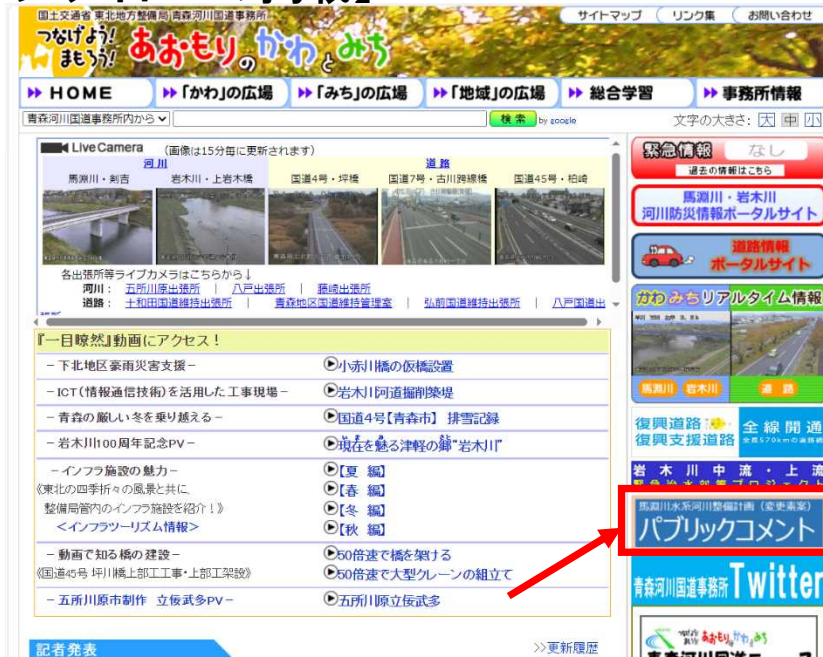 国土交通省 東北地方整備局 青森河川国道事務所
つなげよう!
まもろう!
あおもりのかわとみち
サイトマップ リンク集 お問い合わせ
HOME 「かわ」の広場 「みち」の広場 「地域」の広場 総合学習 事務所情報
青森河川国道事務所内から 検索 by google 文字の大きさ: 大 中 小
Live Camera (画像は15分毎に更新されます)
河川 道路
馬淵川・剣吉 岩木川・上岩木橋 国道4号・坪橋 国道7号・古川跨線橋 国道45号・柏崎
各出張所等ライブカメラはこちらから↓
河川: 五所川原出張所 | 八戸出張所 | 藤崎出張所
道路: 十和田国道維持出張所 | 青森地区国道維持管理室 | 弘前国道維持出張所 | 八戸国道出
『一目瞭然』動画にアクセス!
-下北地区豪雨災害支援- 小赤川橋の仮橋設置
-ICT(情報通信技術)を活用した工事現場- 岩木川河道掘削築堤
-青森の厳しい冬を乗り越える- 国道4号【青森市】 排雪記録
-岩木川100周年記念PV- 現在を魅る津軽の郷"岩木川"
-インフラ施設の魅力- 【夏 編】
《東北の四季折々の風景と共に、 【春 編】
整備局管内のインフラ施設を紹介!》 【冬 編】
<インフラツーリズム情報> 【秋 編】
-動画で知る橋の建設- 50倍速で橋を架ける
《国道45号 坪川橋上部工工事・上部工架設》 50倍速で大型クレーンの組立て
-五所川原市制作 立佞武多PV- 五所川原立佞武多
記者発表 >>更新履歴
緊急情報 なし
過去の情報はこちら
馬淵川・岩木川
河川防災情報ポータルサイト
道路情報
ポータルサイト
かわみちリアルタイム情報
馬淵川 岩木川 道路
復興道路
復興支援道路
全線開通
岩木川中流・上流
馬淵川水系河川整備計画(変更素案)
パブリックコメント
青森河川国道事務所Twitter
つなげよう まもろう あおもりのかわとみち